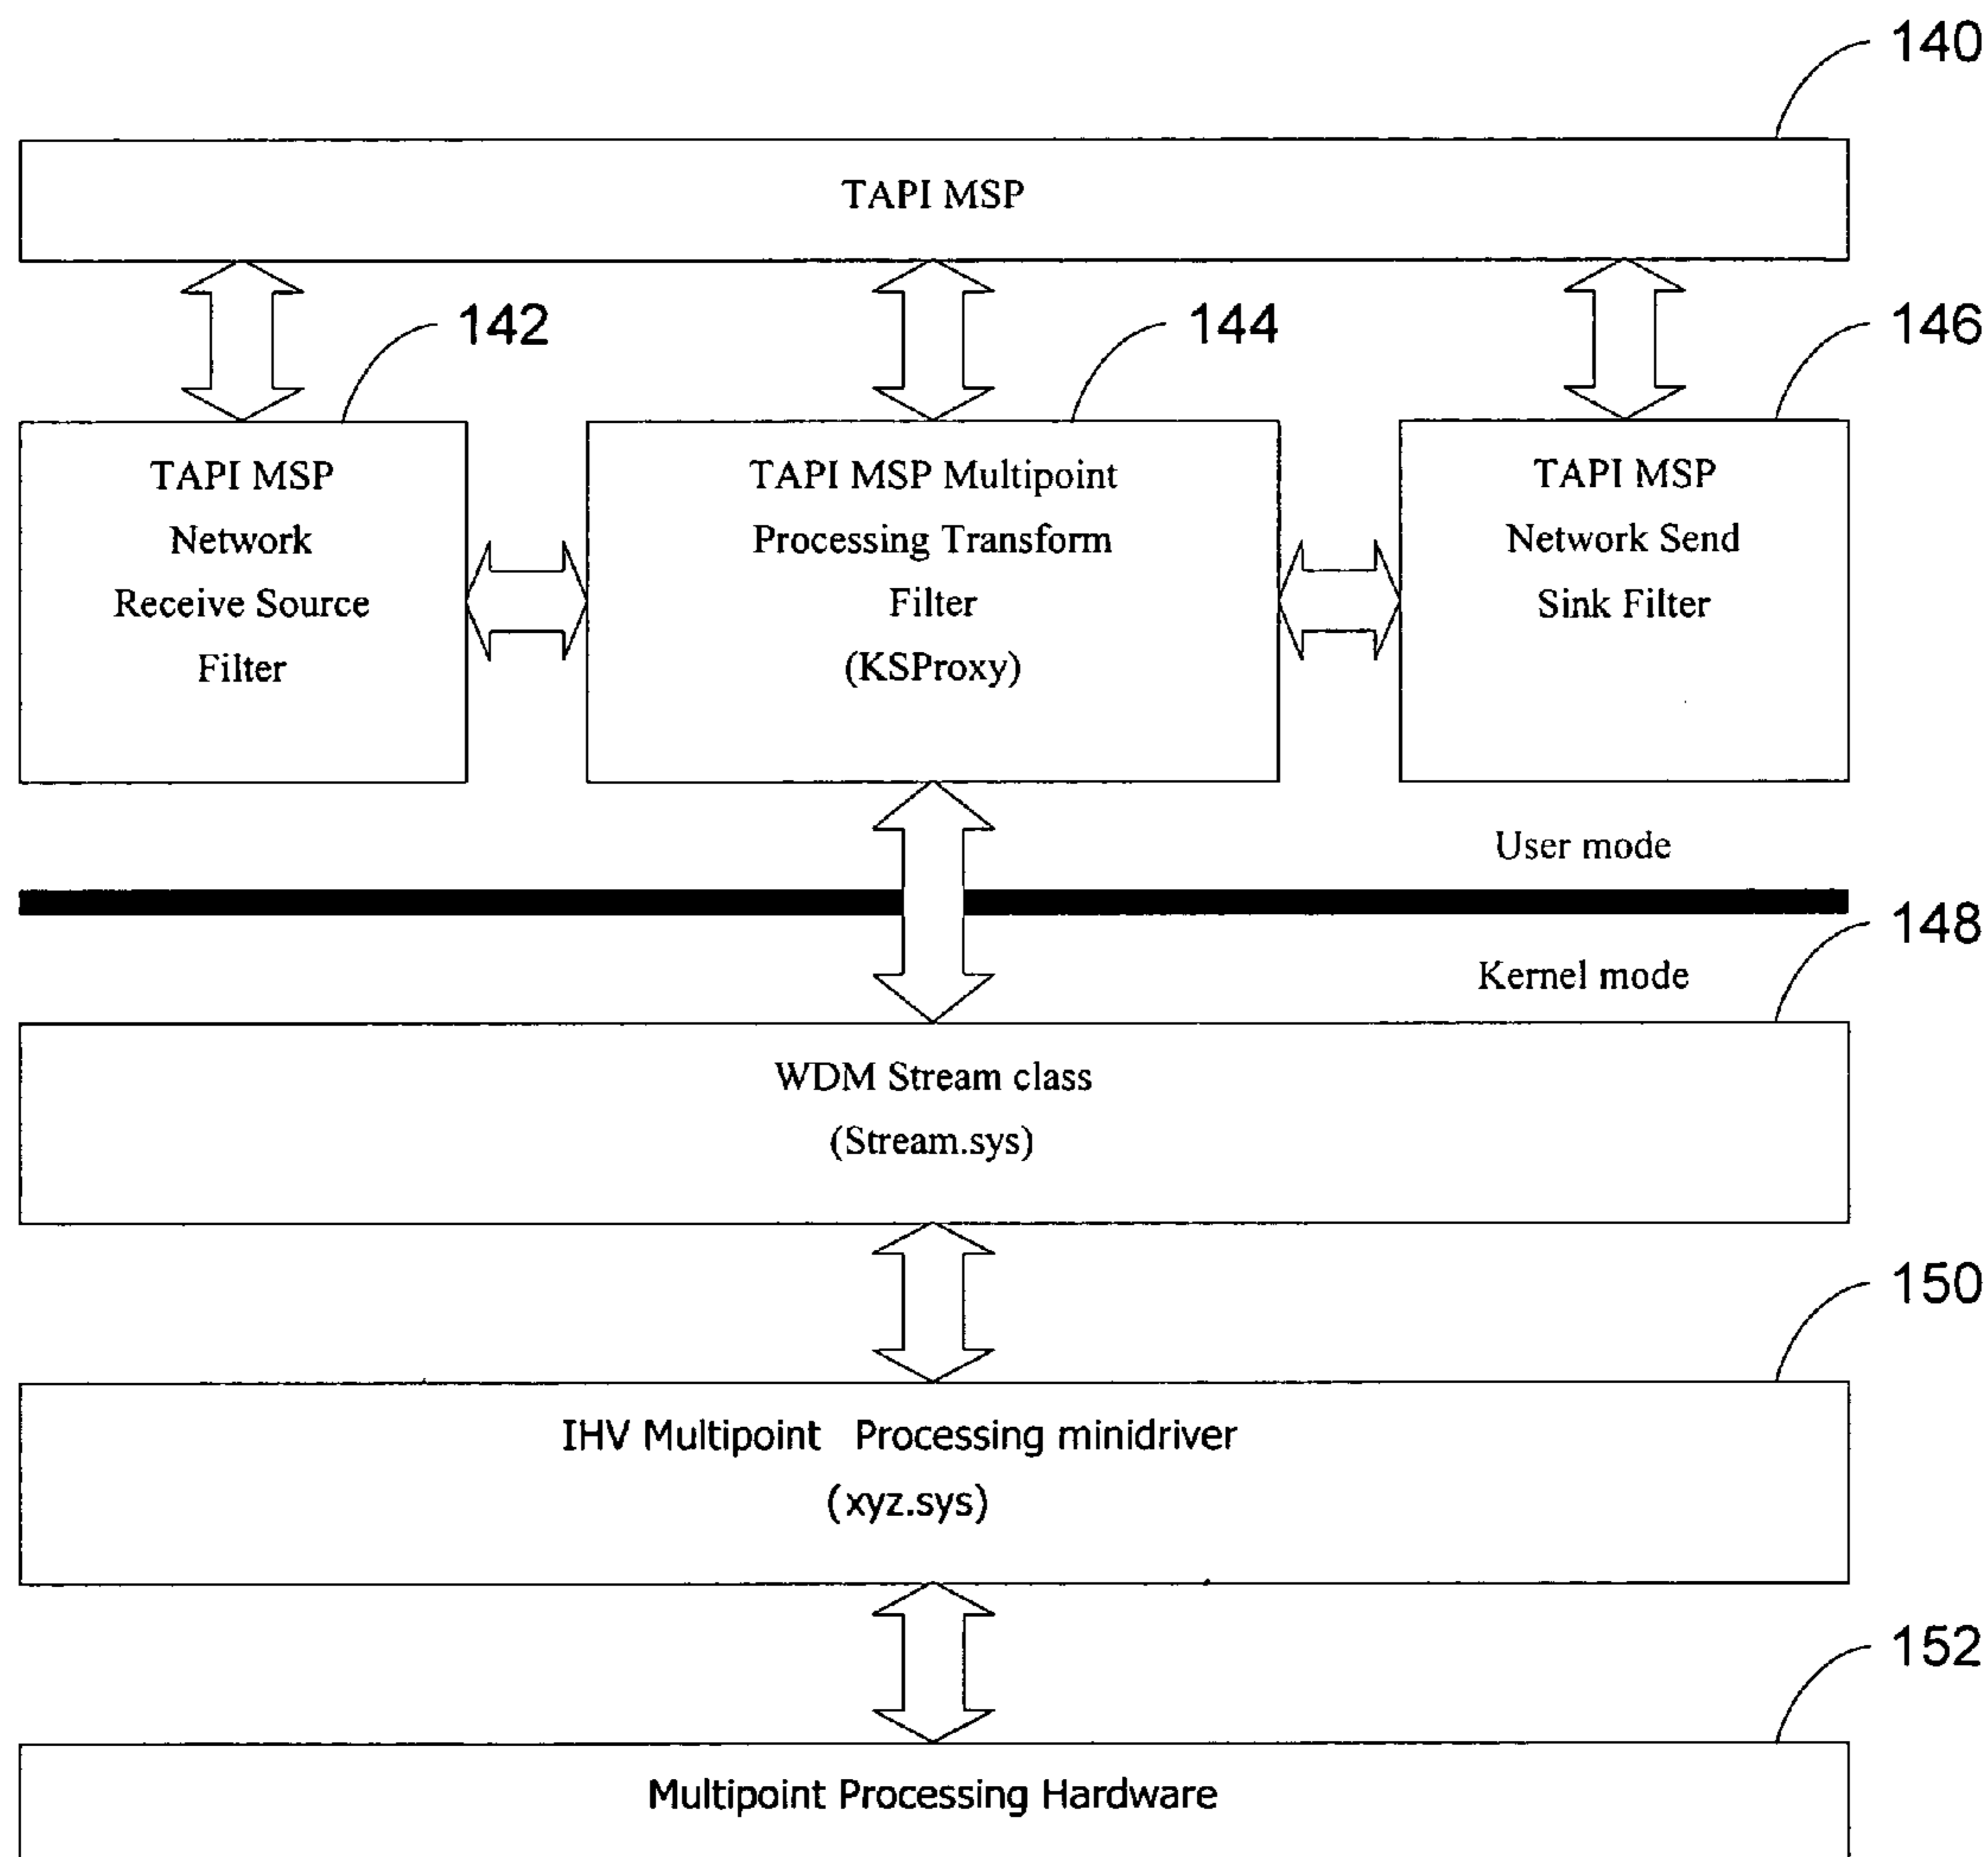 140
TAPI MSP
142
144
146
TAPI MSP
Network
Receive Source
Filter
TAPI MSP Multipoint
Processing Transform
Filter
(KSProxy)
TAPI MSP
Network Send
Sink Filter
User mode
148
Kernel mode
WDM Stream class
(Stream.sys)
150
IHV Multipoint Processing minidriver
(xyz.sys)
152
Multipoint Processing Hardware